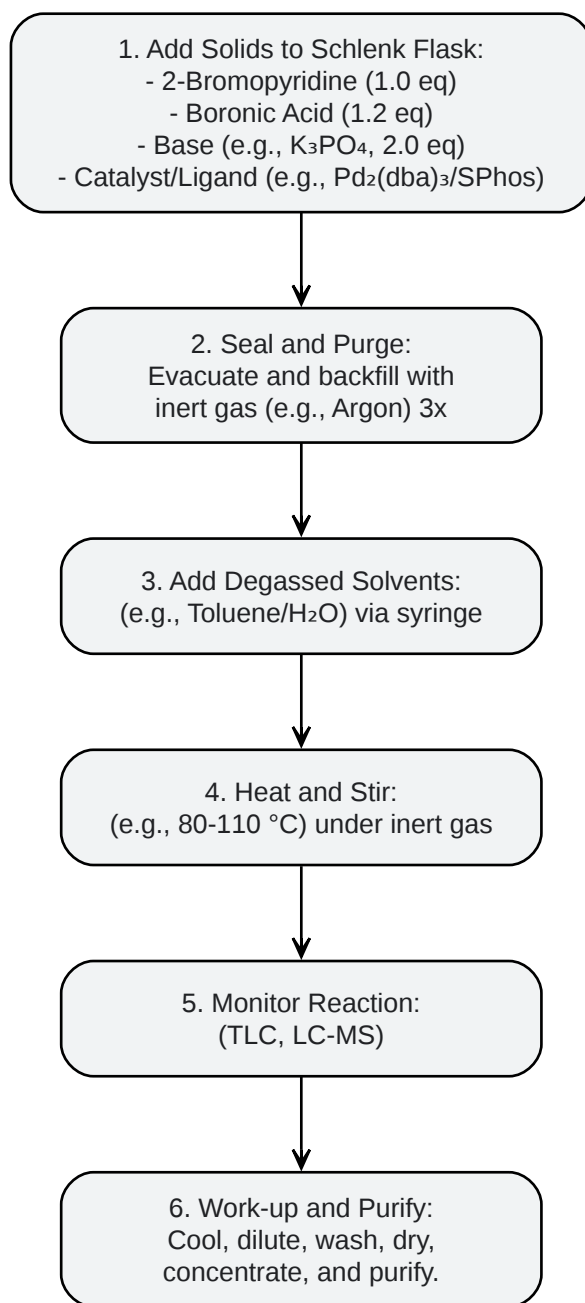 1. Add Solids to Schlenk Flask:
- 2-Bromopyridine (1.0 eq)
- Boronic Acid (1.2 eq)
- Base (e.g., K₃PO₄, 2.0 eq)
- Catalyst/Ligand (e.g., Pd₂(dba)₃/SPhos)
2. Seal and Purge:
Evacuate and backfill with
inert gas (e.g., Argon) 3x
3. Add Degassed Solvents:
(e.g., Toluene/H₂O) via syringe
4. Heat and Stir:
(e.g., 80-110 °C) under inert gas
5. Monitor Reaction:
(TLC, LC-MS)
6. Work-up and Purify:
Cool, dilute, wash, dry,
concentrate, and purify.